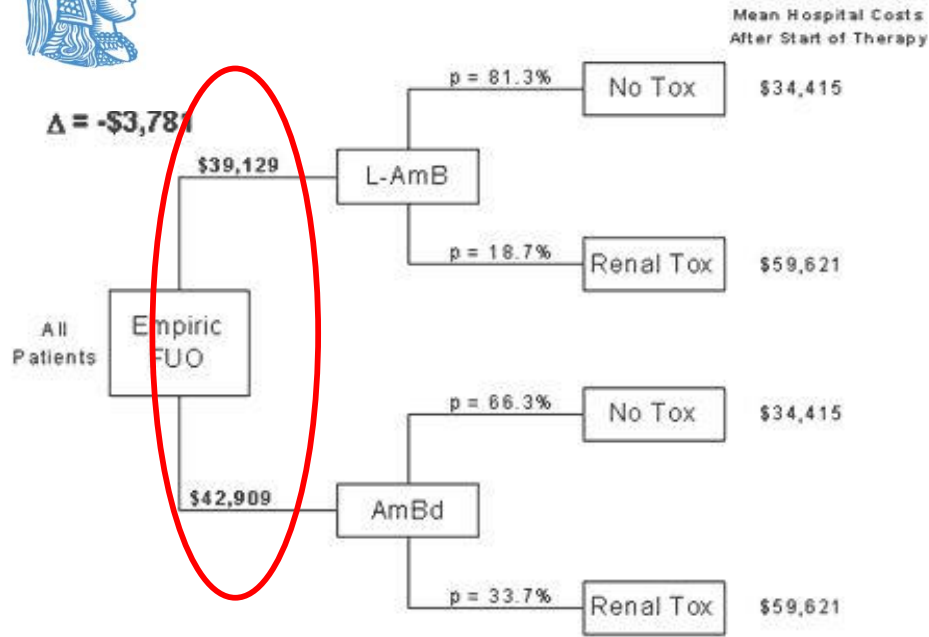 Mean Hospital Costs
After Start of Therapy
Δ = -$3,781
p = 81.3%
No Tox
$34,415
$39,129
L-AmB
p = 18.7%
Renal Tox
$59,621
All
Patients
Empiric
FUO
p = 66.3%
No Tox
$34,415
$42,909
AmBd
p = 33.7%
Renal Tox
$59,621